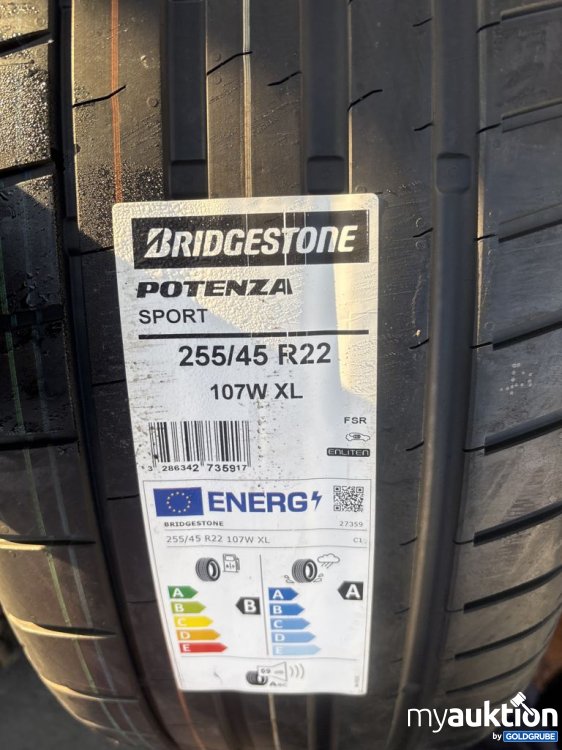 BRIDGESTONE
POTENZA
SPORT
255/45 R22
107W XL
FSR
ENLITEN
3 286342 735917
ENERG
BRIDGESTONE
27359
255/45 R22 107W XL
C1
A
B
C
D
E
B
A
B
C
D
E
A
69
A
myauktion
by GOLDGRUBE